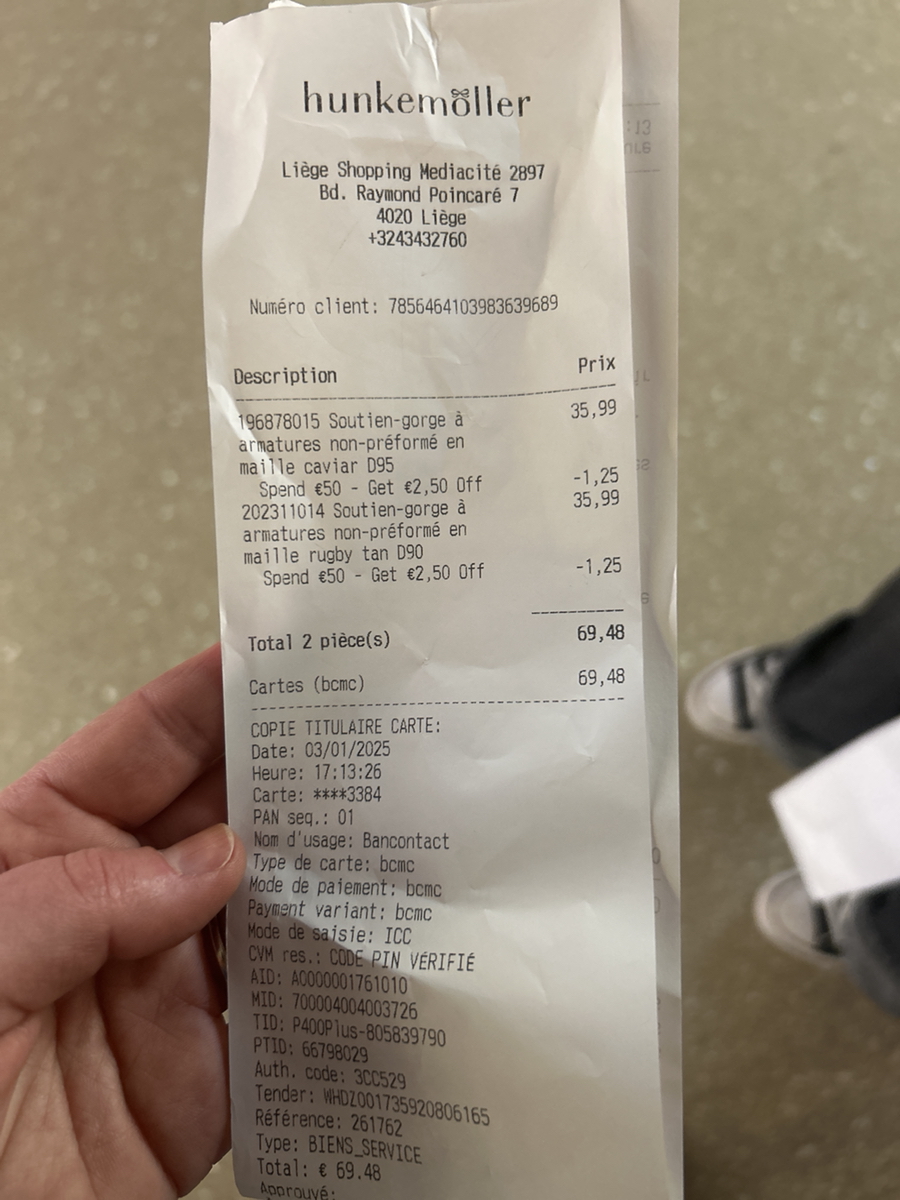 hunkemöller
Liège Shopping Mediacité 2897
Bd. Raymond Poincaré 7
4020 Liège
+3243432760
Numéro client: 7856464103983639689
Description Prix
196878015 Soutien-gorge à 35,99
armatures non-préformé en
maille caviar D95
Spend €50 - Get €2,50 Off -1,25
202311014 Soutien-gorge à 35,99
armatures non-préformé en
maille rugby tan D90
Spend €50 - Get €2,50 Off -1,25
Total 2 pièce(s) 69,48
Cartes (bcmc) 69,48
COPIE TITULAIRE CARTE:
Date: 03/01/2025
Heure: 17:13:26
Carte: ****3384
PAN seq.: 01
Nom d'usage: Bancontact
Type de carte: bcmc
Mode de paiement: bcmc
Payment variant: bcmc
Mode de saisie: ICC
CVM res.: CODE PIN VÉRIFIÉ
AID: A0000001761010
MID: 700004004003726
TID: P400Plus-805839790
PTID: 66798029
Auth. code: 3CC529
Tender: WHDZ001735920806165
Référence: 261762
Type: BIENS_SERVICE
Total: € 69.48
Approuvé: